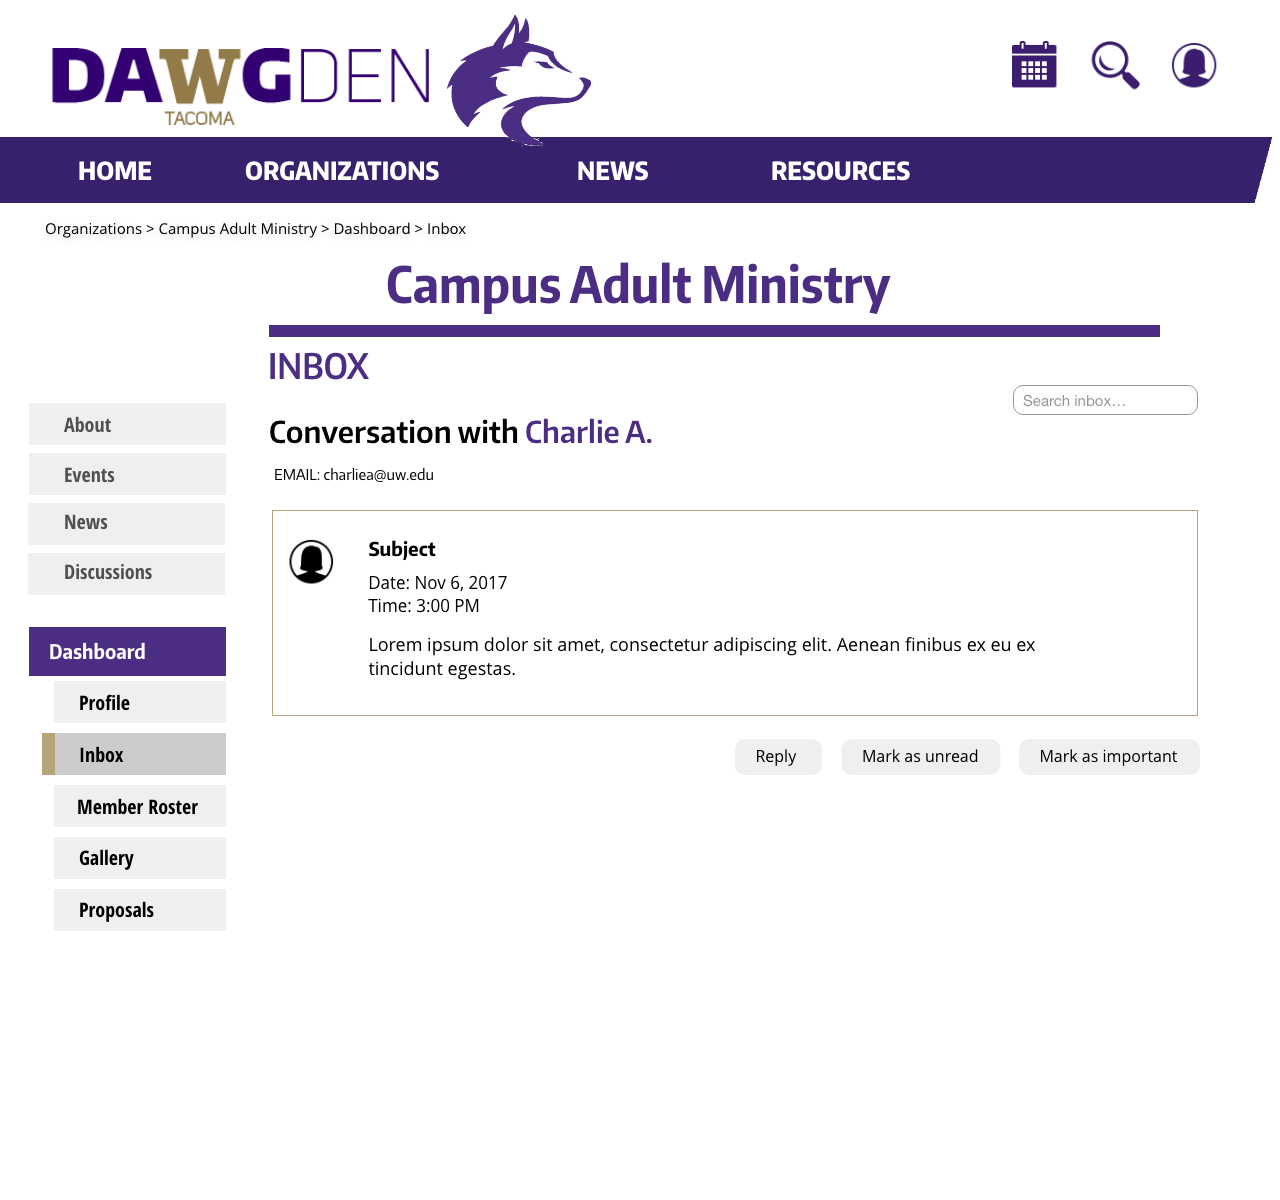 DAWGDEN
TACOMA
HOME ORGANIZATIONS NEWS RESOURCES
Organizations > Campus Adult Ministry > Dashboard > Inbox
Campus Adult Ministry
INBOX
Search inbox...
Conversation with Charlie A.
EMAIL: charliea@uw.edu
About
Events
News
Discussions
Dashboard
Profile
Inbox
Member Roster
Gallery
Proposals
Subject
Date: Nov 6, 2017
Time: 3:00 PM
Lorem ipsum dolor sit amet, consectetur adipiscing elit. Aenean finibus ex eu ex
tincidunt egestas.
Reply Mark as unread Mark as important